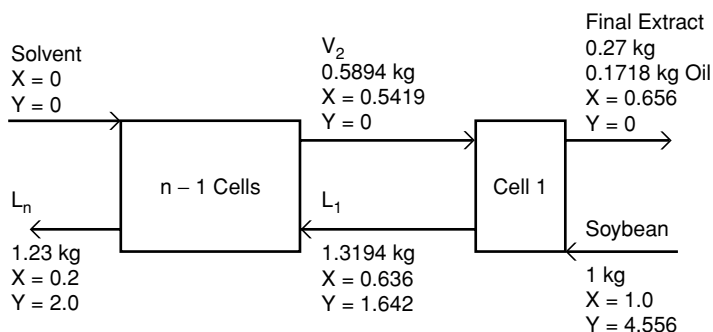 Solvent
X = 0
Y = 0
V2
0.5894 kg
X = 0.5419
Y = 0
Final Extract
0.27 kg
0.1718 kg Oil
X = 0.656
Y = 0
n – 1 Cells
Cell 1
Ln
1.23 kg
X = 0.2
Y = 2.0
L1
1.3194 kg
X = 0.636
Y = 1.642
Soybean
1 kg
X = 1.0
Y = 4.556